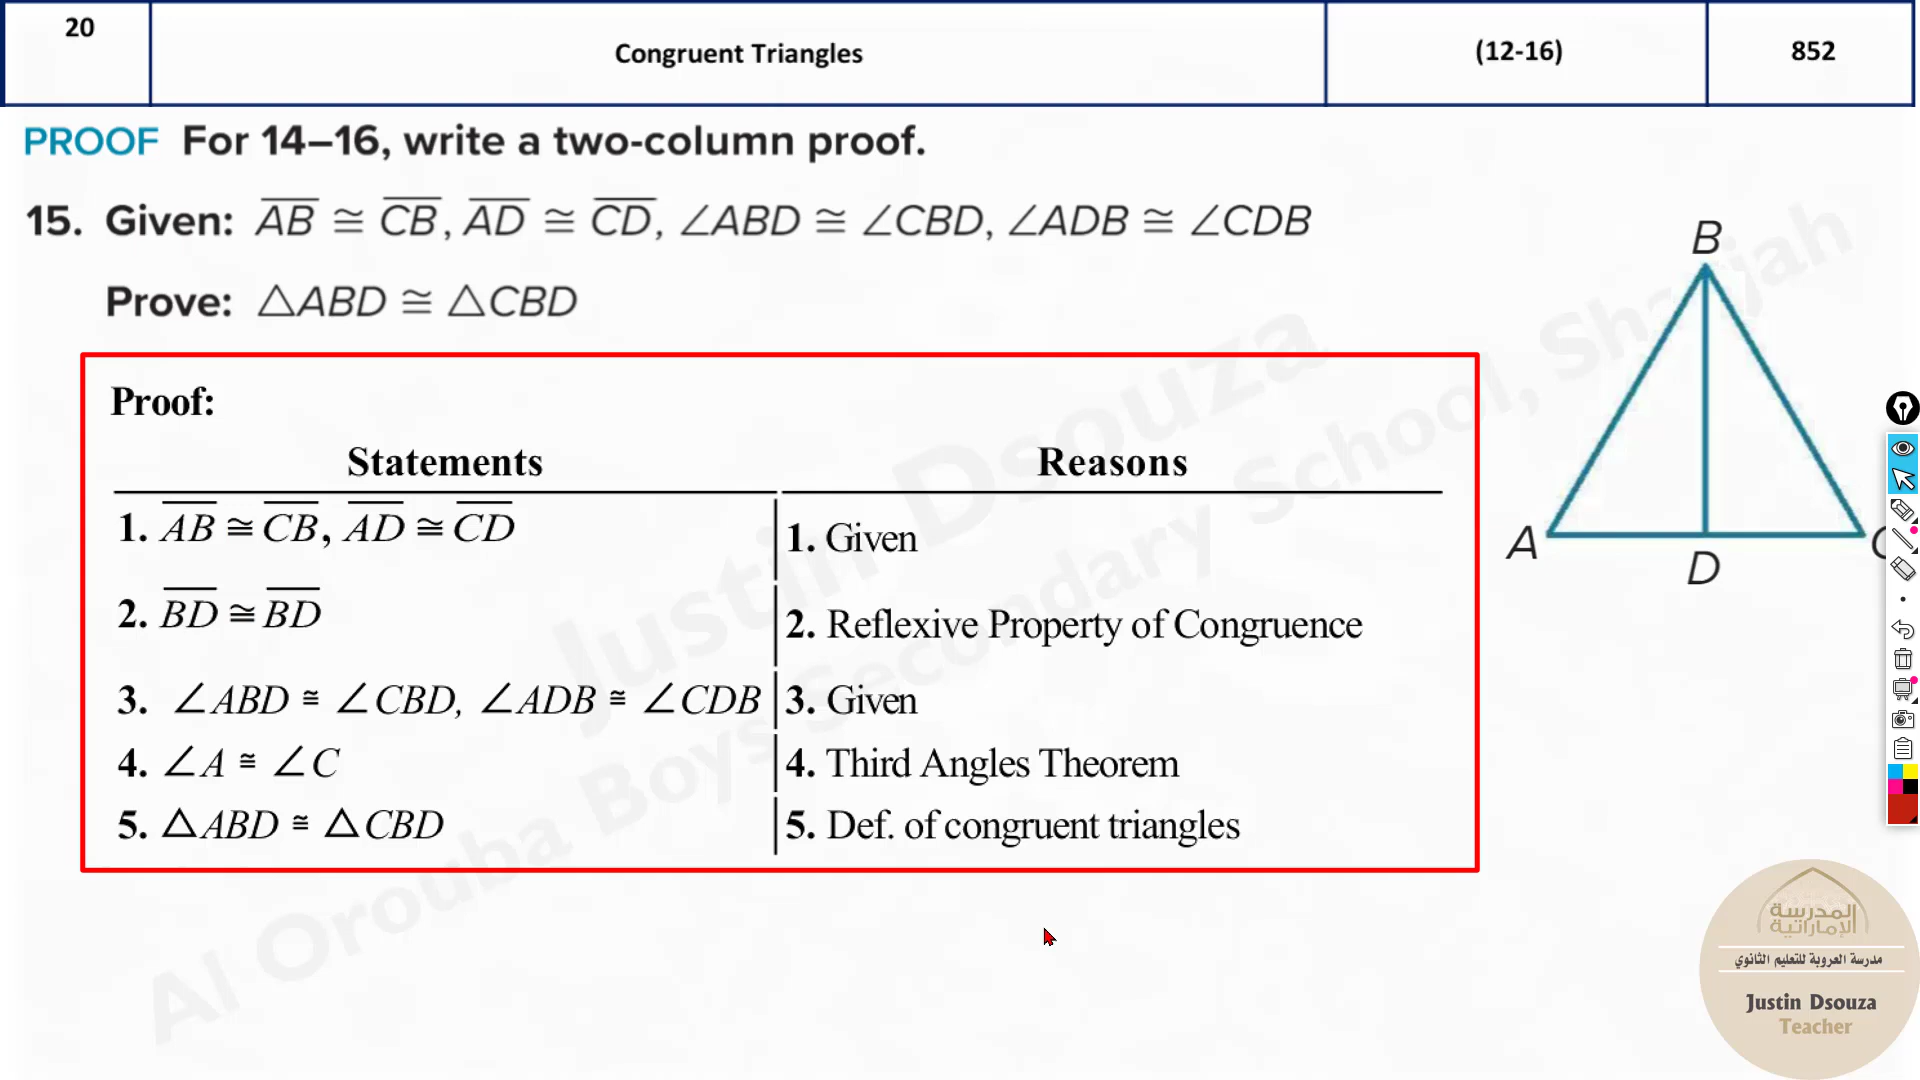 20
Congruent Triangles
(12-16)
852
PROOF For 14–16, write a two-column proof.
15. Given: AB ≅ CB, AD ≅ CD, ∠ABD ≅ ∠CBD, ∠ADB ≅ ∠CDB
Prove: △ABD ≅ △CBD
Proof:
Statements
Reasons
1. AB ≅ CB, AD ≅ CD
1. Given
2. BD ≅ BD
2. Reflexive Property of Congruence
3. ∠ABD ≅ ∠CBD, ∠ADB ≅ ∠CDB
3. Given
4. ∠A ≅ ∠C
4. Third Angles Theorem
5. △ABD ≅ △CBD
5. Def. of congruent triangles
B
A
D
C
Justin Dsouza
Al Orouba Boys Secondary School, Sharjah
المدرسة
الإماراتية
مدرسة العروبة للتعليم الثانوي
Justin Dsouza
Teacher